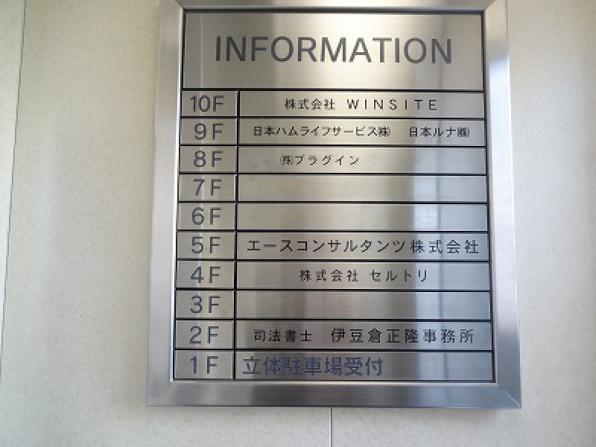 INFORMATION
10F 株式会社 WINSITE
9F 日本ハムライフサービス㈱ 日本ルナ㈱
8F ㈱プラグイン
7F
6F
5F エースコンサルタンツ株式会社
4F 株式会社 セルトリ
3F
2F 司法書士 伊豆倉正隆事務所
1F 立体駐車場受付